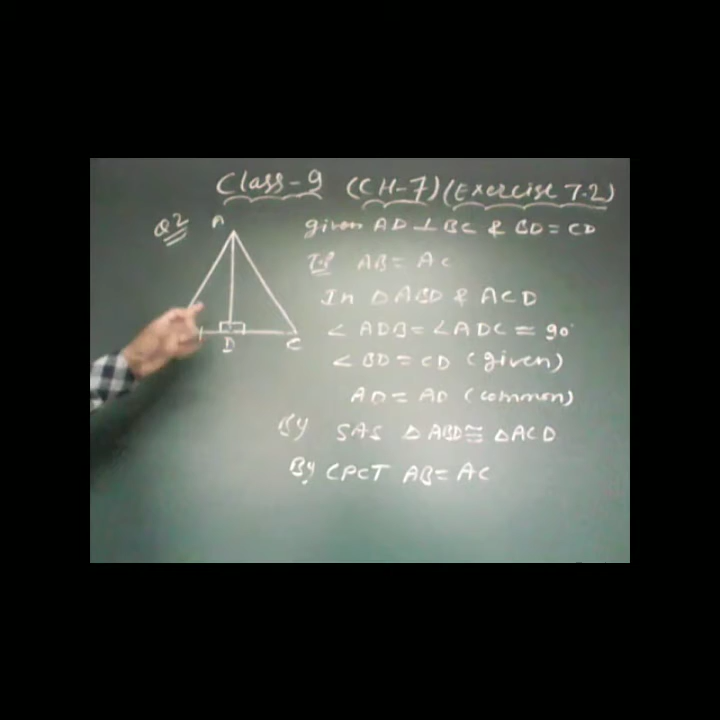 Class-9 (CH-7) (Exercise 7.2)
Q2
given AD ⊥ BC & BD = CD
T.P AB = AC
In △ ABD & ACD
∠ ADB = ∠ ADC = 90°
∠ BD = CD (given)
AD = AD (common)
By SAS △ ABD ≅ △ ACD
By CPCT AB = AC
A
D
C